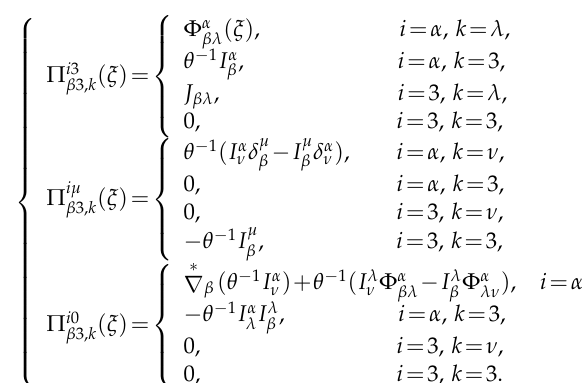 Φ^α_{βλ}(ξ), i=α, k=λ,
Π^{i3}_{β3,k}(ξ) = { θ^{−1}I^α_β, i=α, k=3,
J_{βλ}, i=3, k=λ,
0, i=3, k=3,
θ^{−1}(I^α_ν δ^μ_β − I^μ_β δ^α_ν), i=α, k=ν,
Π^{iμ}_{β3,k}(ξ) = { 0, i=α, k=3,
0, i=3, k=ν,
−θ^{−1}I^μ_β, i=3, k=3,
∇^*_β(θ^{−1}I^α_ν)+θ^{−1}(I^λ_ν Φ^α_{βλ} − I^λ_β Φ^α_{λν}), i=α
Π^{i0}_{β3,k}(ξ) = { −θ^{−1}I^α_λ I^λ_β, i=α, k=3,
0, i=3, k=ν,
0, i=3, k=3.